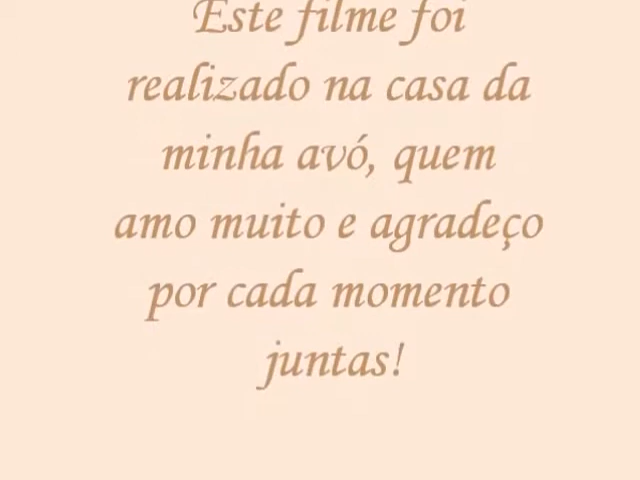 Este filme foi
realizado na casa da
minha avó, quem
amo muito e agradeço
por cada momento
juntas!